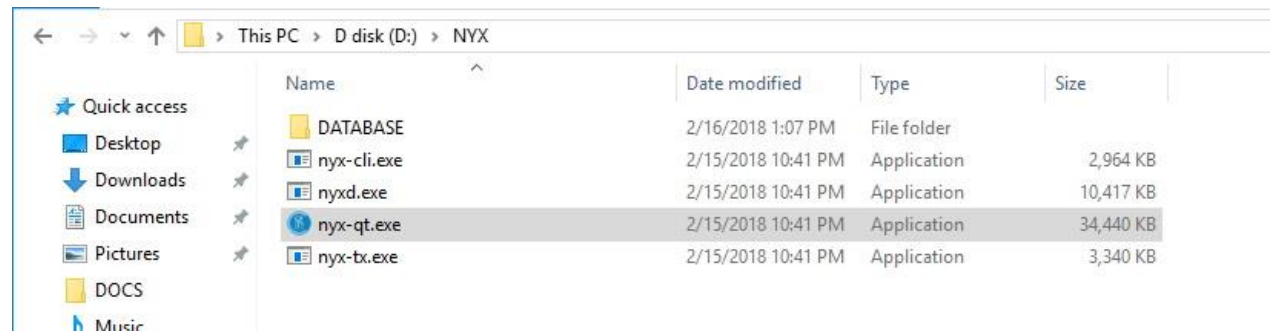 This PC > D disk (D:) > NYX
Name Date modified Type Size
Quick access
Desktop
Downloads
Documents
Pictures
DOCS
Music
DATABASE 2/16/2018 1:07 PM File folder
nyx-cli.exe 2/15/2018 10:41 PM Application 2,964 KB
nyxd.exe 2/15/2018 10:41 PM Application 10,417 KB
nyx-qt.exe 2/15/2018 10:41 PM Application 34,440 KB
nyx-tx.exe 2/15/2018 10:41 PM Application 3,340 KB